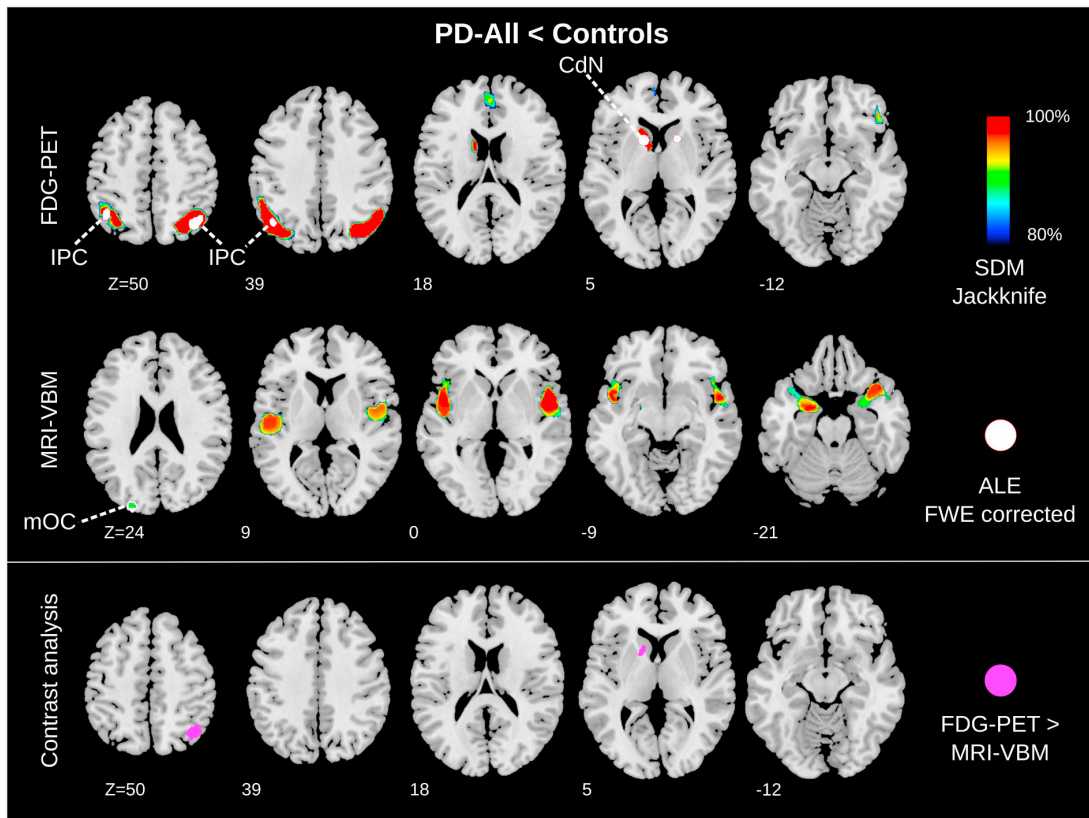 PD-All < Controls
CdN
FDG-PET
IPC
IPC
Z=50
39
18
5
-12
100%
80%
SDM
Jackknife
MRI-VBM
mOC
Z=24
9
0
-9
-21
ALE
FWE corrected
Contrast analysis
Z=50
39
18
5
-12
FDG-PET >
MRI-VBM